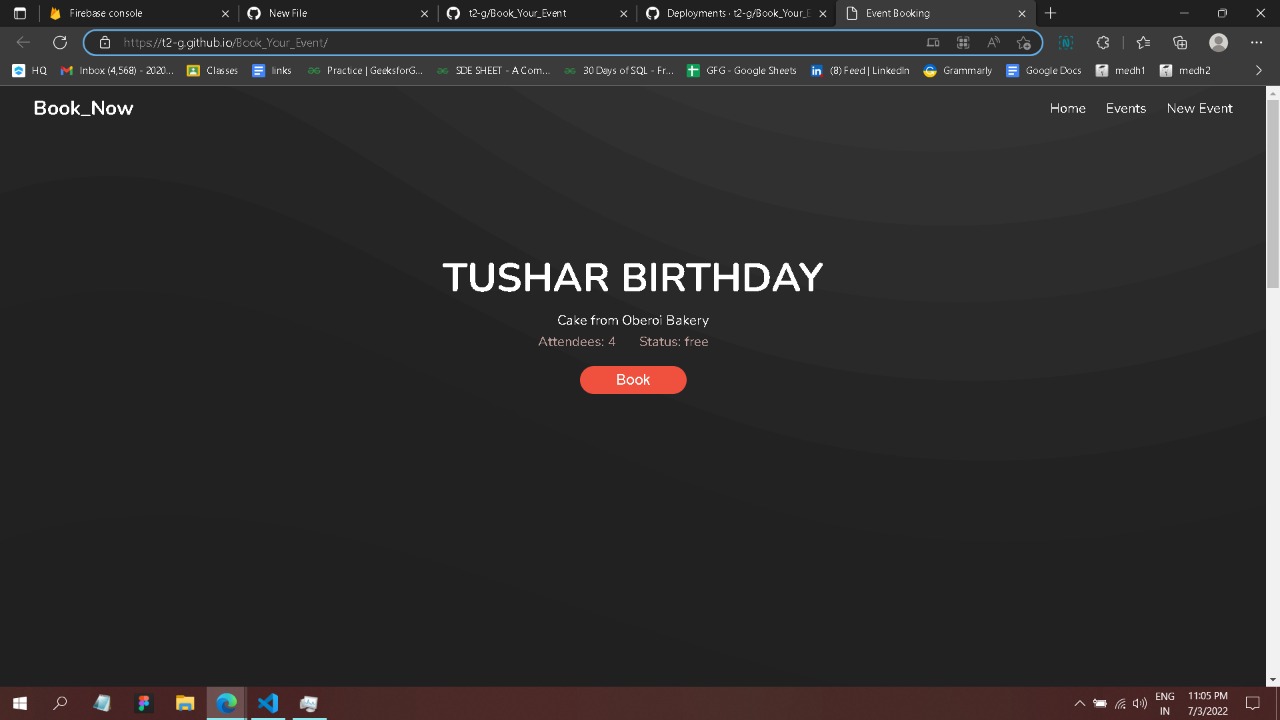 Firebase console
New File
t2-g/Book_Your_Event
Deployments · t2-g/Book_Your_E
Event Booking
https://t2-g.github.io/Book_Your_Event/
HQ
Inbox (4,569) - 2020...
Classes
links
Practice | GeeksforG...
SDE SHEET - A Com...
30 Days of SQL - Fr...
GFG - Google Sheets
(8) Feed | LinkedIn
Grammarly
Google Docs
medh1
medh2
Book_Now
Home
Events
New Event
TUSHAR BIRTHDAY
Cake from Oberoi Bakery
Attendees: 4 Status: free
Book
ENG
IN
11:05 PM
7/3/2022